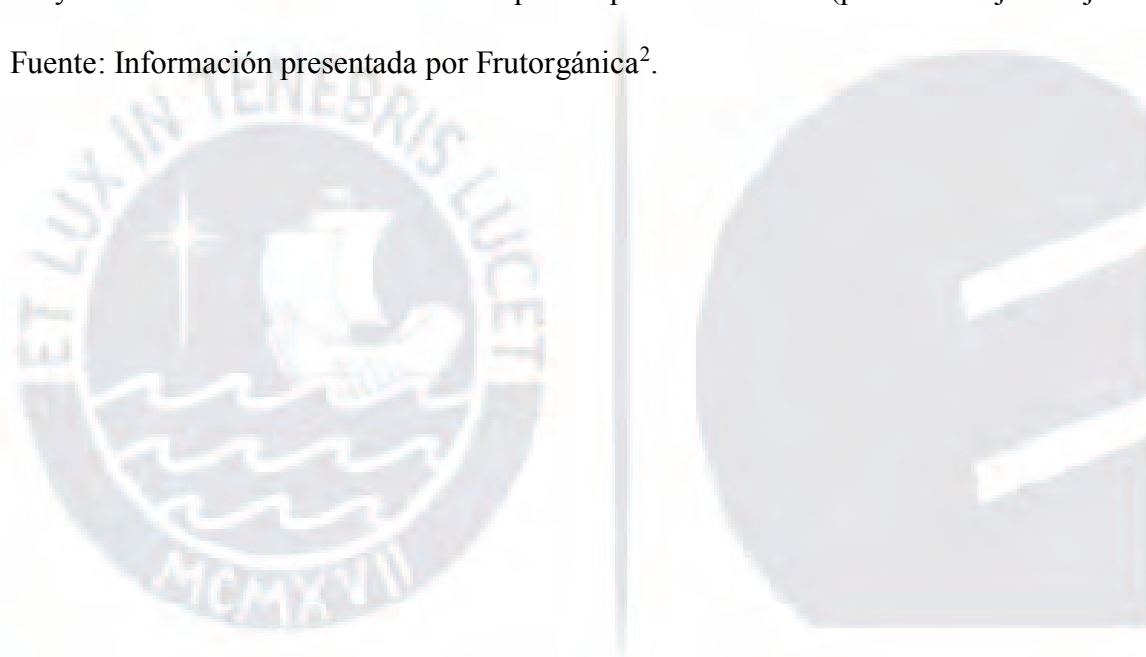 Fuente: Información presentada por Frutorgánica².
ET LUX IN TENEBRIS LUCET
MCMXVII